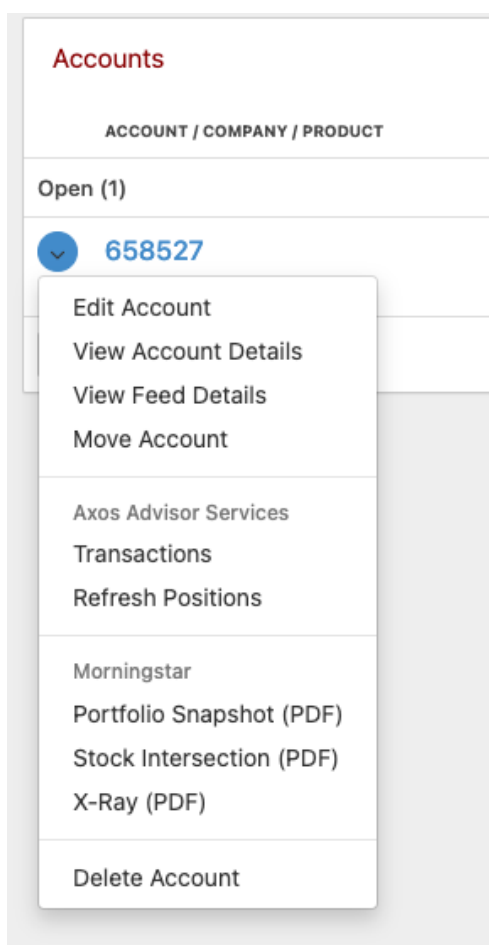 Accounts
ACCOUNT / COMPANY / PRODUCT
Open (1)
658527
Edit Account
View Account Details
View Feed Details
Move Account
Axos Advisor Services
Transactions
Refresh Positions
Morningstar
Portfolio Snapshot (PDF)
Stock Intersection (PDF)
X-Ray (PDF)
Delete Account